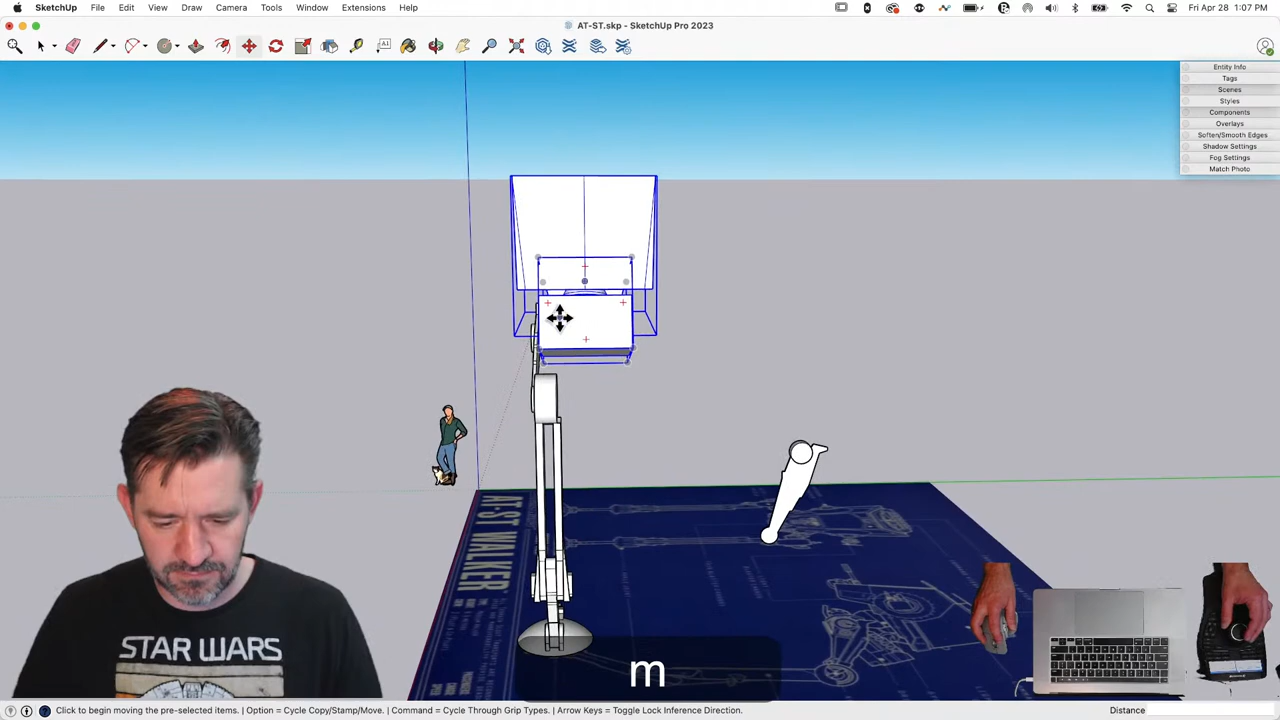 SketchUp File Edit View Draw Camera Tools Window Extensions Help Fri Apr 28 1:07 PM
AT-ST.skp - SketchUp Pro 2023
Entity Info
Tags
Scenes
Styles
Components
Overlays
Soften/Smooth Edges
Shadow Settings
Fog Settings
Match Photo
AT-ST WALKER
STAR WARS
m
Click to begin moving the pre-selected items. | Option = Cycle Copy/Stamp/Move. | Command = Cycle Through Grip Types. | Arrow Keys = Toggle Lock Inference Direction. Distance